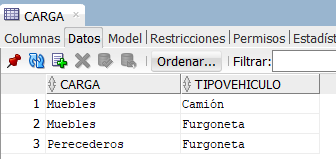 CARGA
Columnas Datos Model Restricciones Permisos Estadíst
Ordenar... Filtrar:
CARGA TIPOVEHICULO
1 Muebles Camión
2 Muebles Furgoneta
3 Perecederos Furgoneta